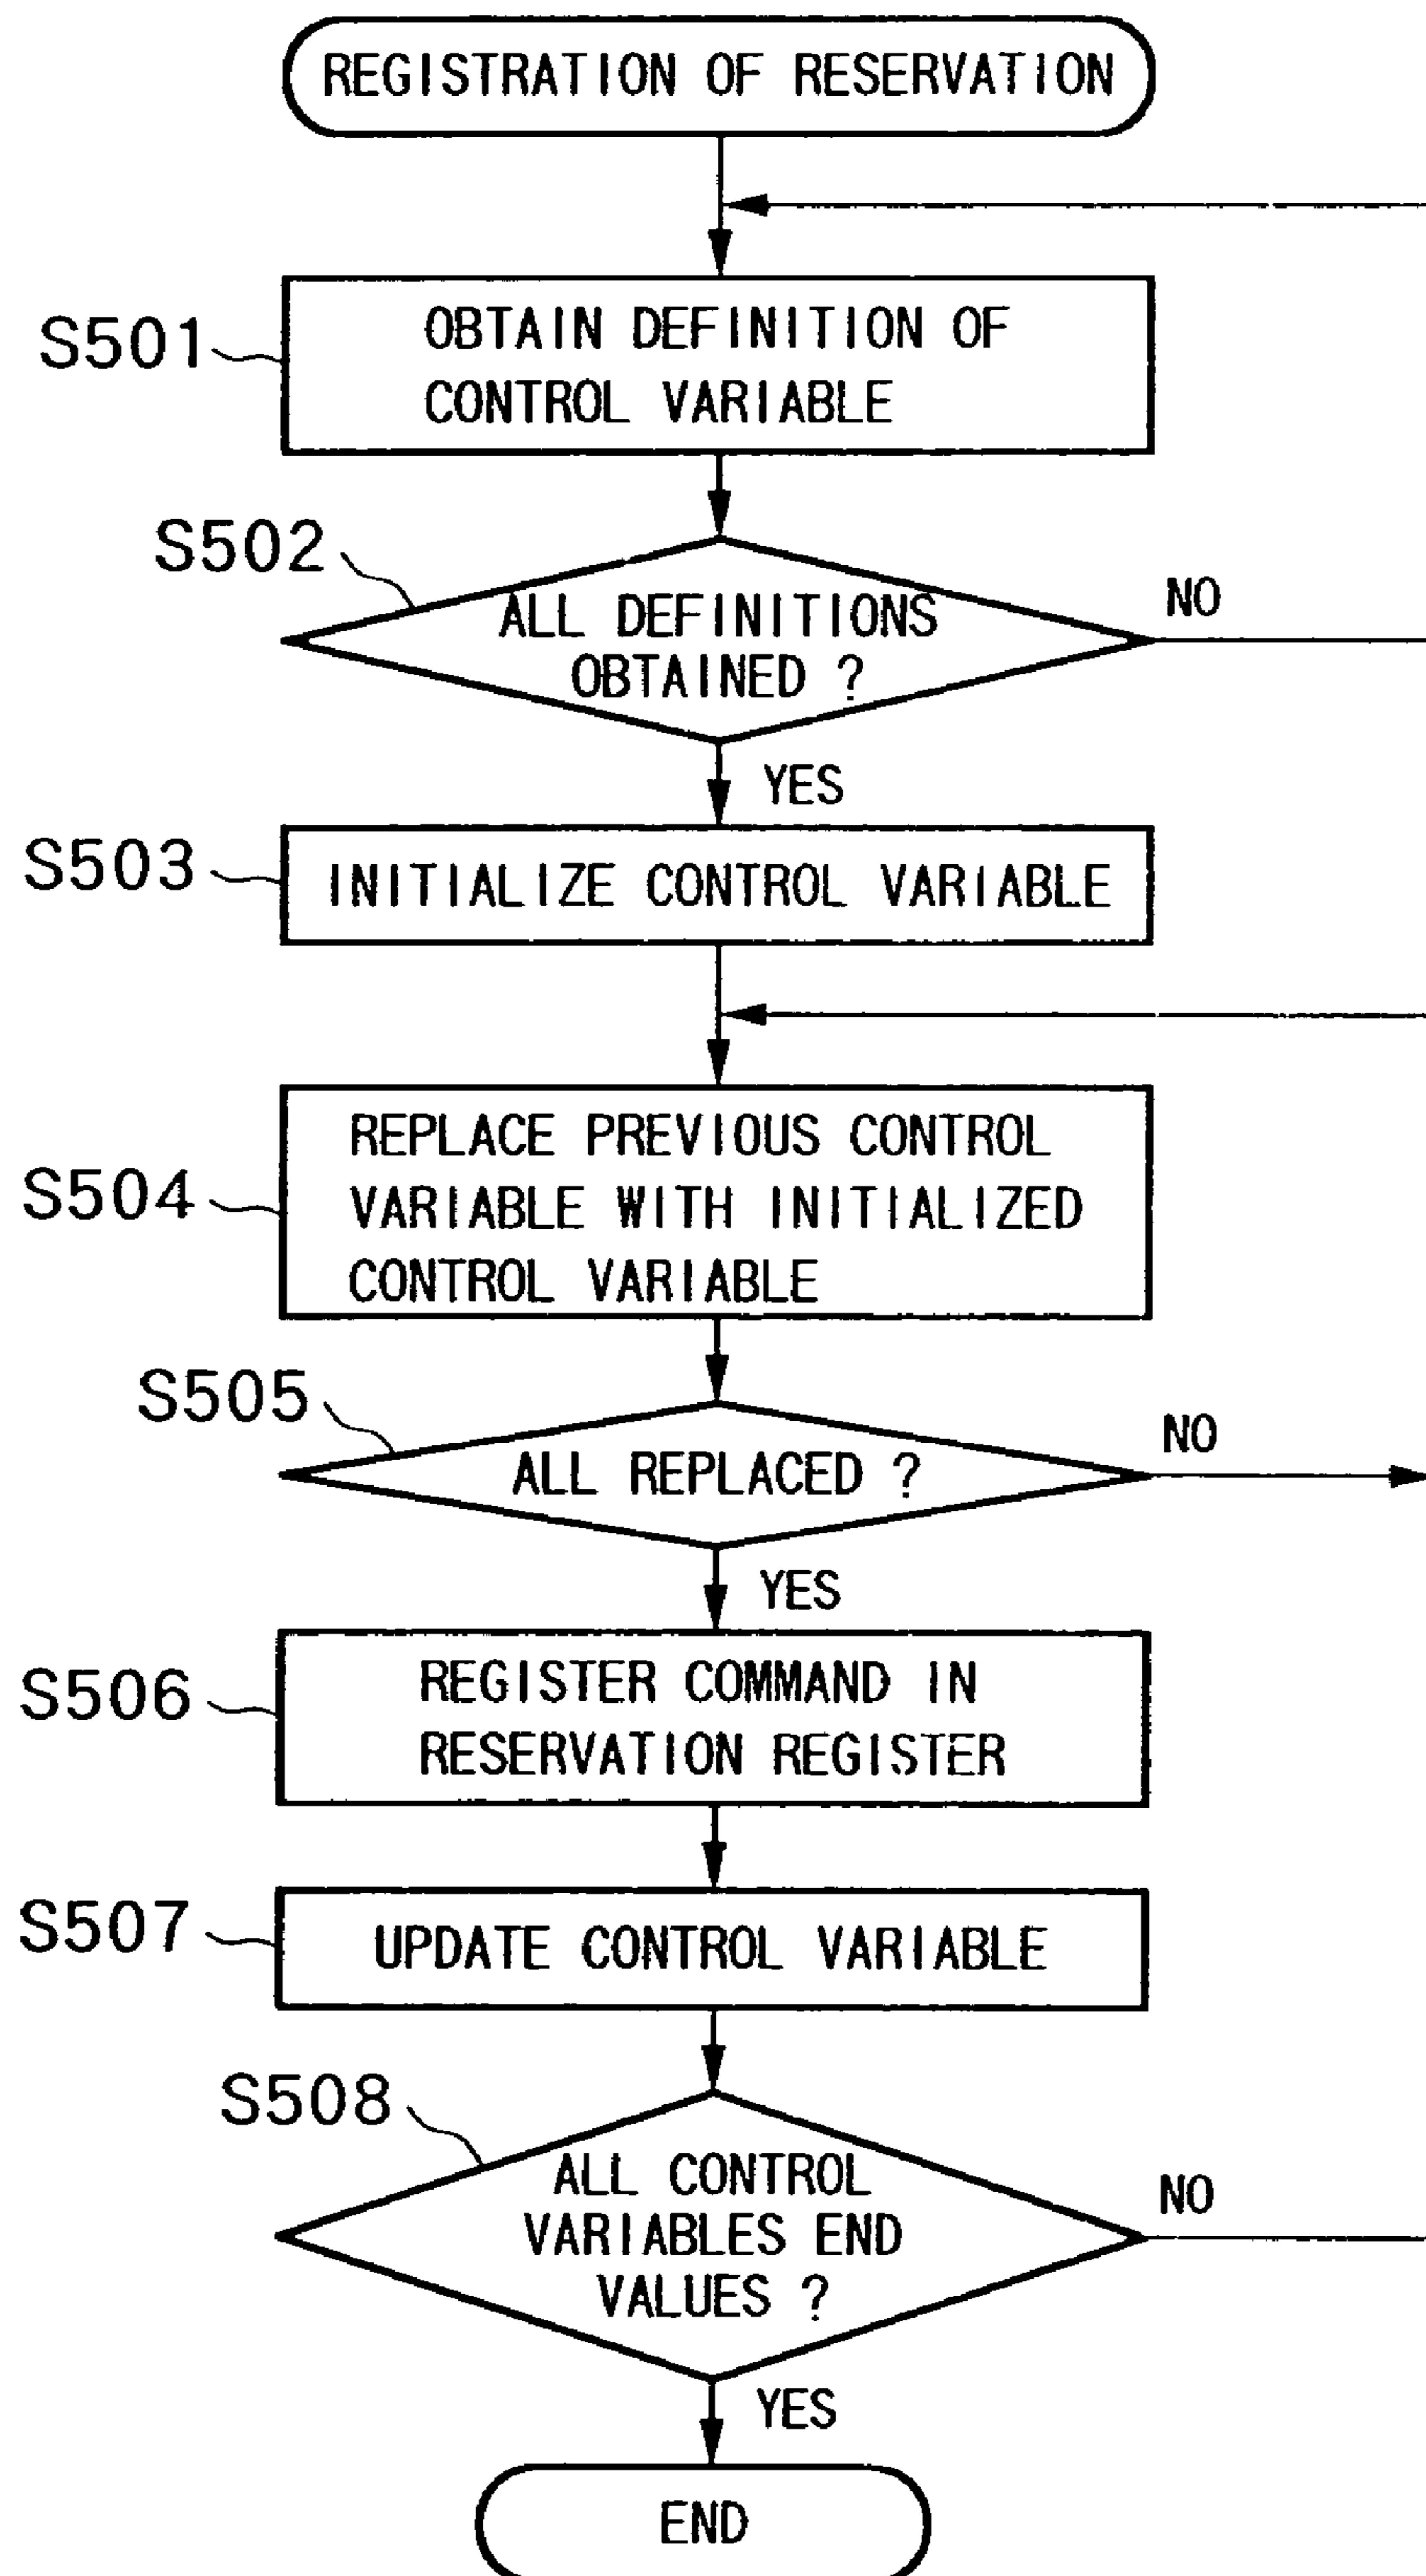 REGISTRATION OF RESERVATION
S501
OBTAIN DEFINITION OF
CONTROL VARIABLE
S502
ALL DEFINITIONS
OBTAINED ?
NO
YES
S503
INITIALIZE CONTROL VARIABLE
S504
REPLACE PREVIOUS CONTROL
VARIABLE WITH INITIALIZED
CONTROL VARIABLE
S505
ALL REPLACED ?
NO
YES
S506
REGISTER COMMAND IN
RESERVATION REGISTER
S507
UPDATE CONTROL VARIABLE
S508
ALL CONTROL
VARIABLES END
VALUES ?
NO
YES
END